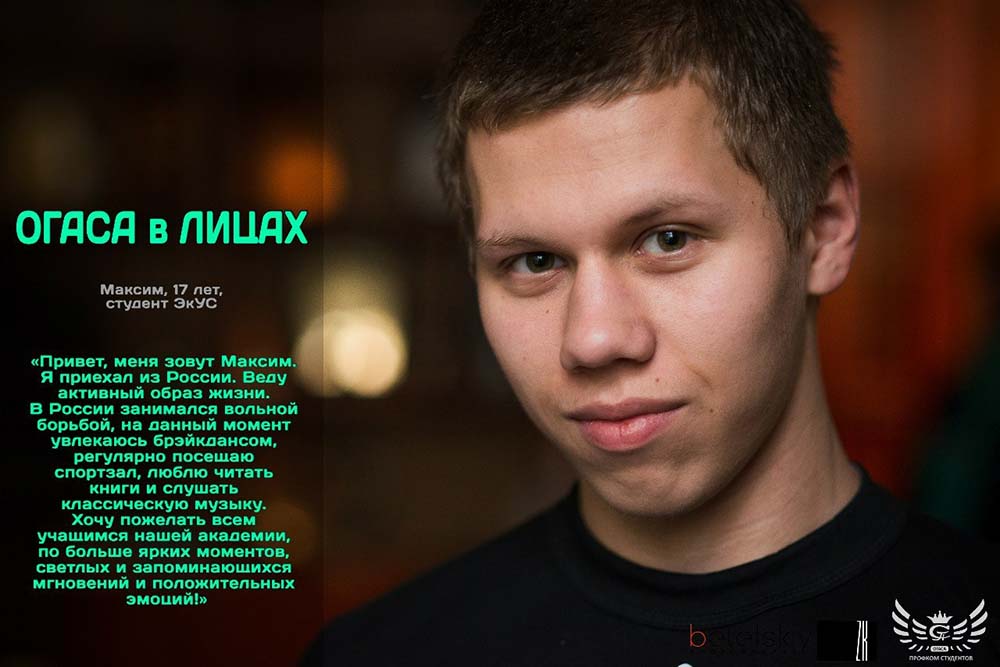 ОГАСА в ЛИЦАХ
Максим, 17 лет,
студент ЭкУС
«Привет, меня зовут Максим.
Я приехал из России. Веду
активный образ жизни.
В России занимался вольной
борьбой, на данный момент
увлекаюсь брэйкдансом,
регулярно посещаю
спортзал, люблю читать
книги и слушать
классическую музыку.
Хочу пожелать всем
учащимся нашей академии,
по больше ярких моментов,
светлых и запоминающихся
мгновений и положительных
эмоций!»
ОГАСА
ПРОФКОМ СТУДЕНТОВ